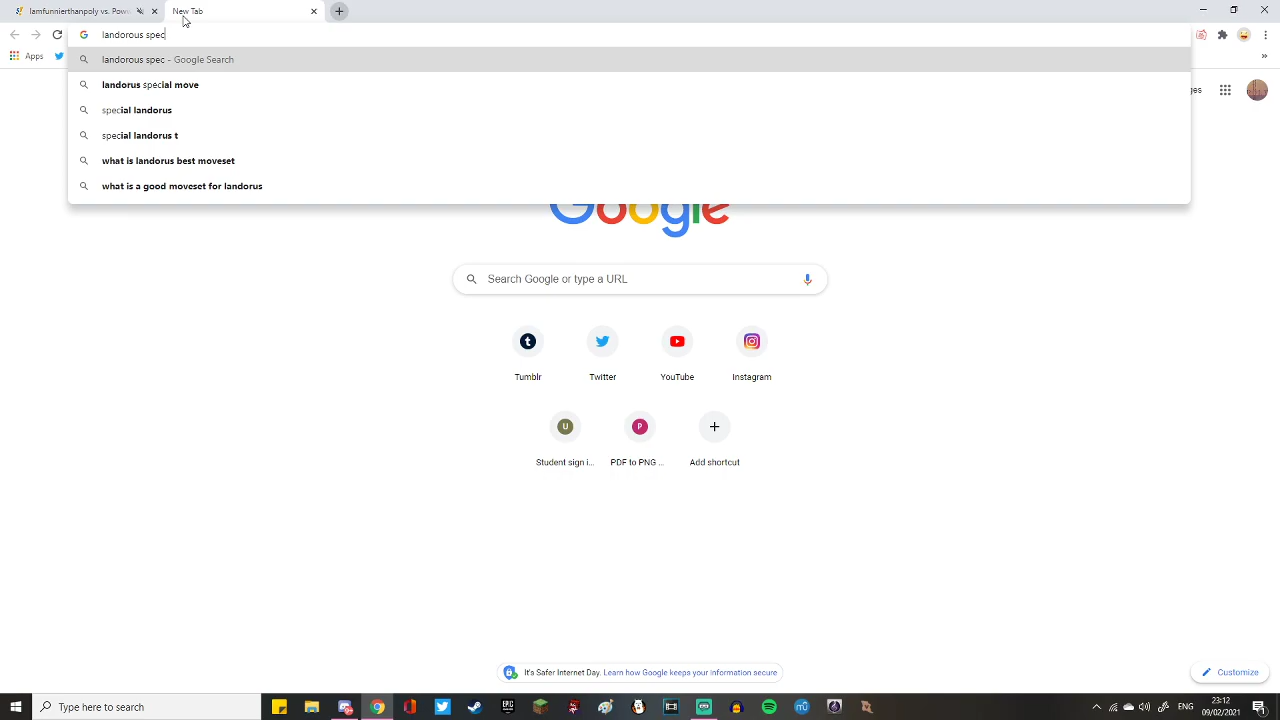 Iamfunnierthanpoly vs. Pow
New Tab
landorous spec
Apps
landorous spec - Google Search
landorus special move
special landorus
special landorus t
what is landorus best moveset
what is a good moveset for landorus
Google
Search Google or type a URL
Tumblr
Twitter
YouTube
Instagram
U
P
Student sign i...
PDF to PNG ...
Add shortcut
It's Safer Internet Day. Learn how Google keeps your information secure
Customize
Type here to search
EPIC
ENG
23:12
09/02/2021